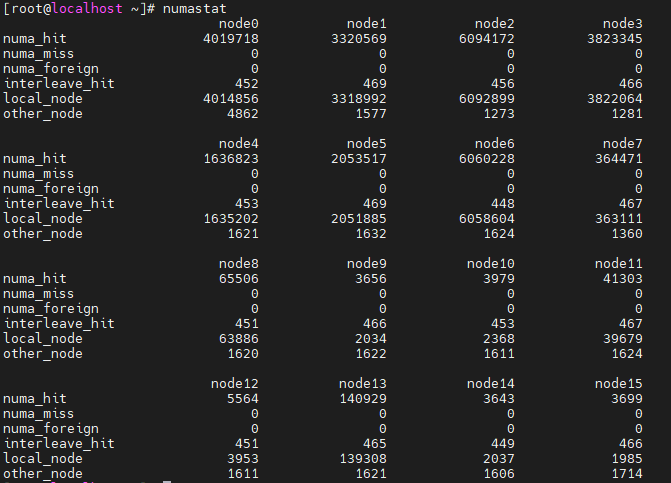 [root@localhost ~]# numastat
node0 node1 node2 node3
numa_hit 4019718 3320569 6094172 3823345
numa_miss 0 0 0 0
numa_foreign 0 0 0 0
interleave_hit 452 469 456 466
local_node 4014856 3318992 6092899 3822064
other_node 4862 1577 1273 1281
node4 node5 node6 node7
numa_hit 1636823 2053517 6060228 364471
numa_miss 0 0 0 0
numa_foreign 0 0 0 0
interleave_hit 453 469 448 467
local_node 1635202 2051885 6058604 363111
other_node 1621 1632 1624 1360
node8 node9 node10 node11
numa_hit 65506 3656 3979 41303
numa_miss 0 0 0 0
numa_foreign 0 0 0 0
interleave_hit 451 466 453 467
local_node 63886 2034 2368 39679
other_node 1620 1622 1611 1624
node12 node13 node14 node15
numa_hit 5564 140929 3643 3699
numa_miss 0 0 0 0
numa_foreign 0 0 0 0
interleave_hit 451 465 449 466
local_node 3953 139308 2037 1985
other_node 1611 1621 1606 1714